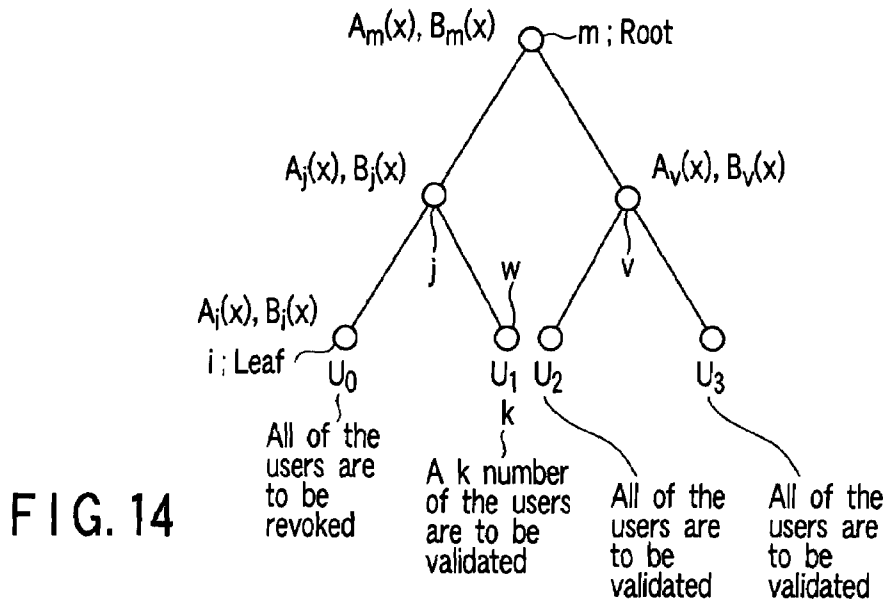 Am(x), Bm(x)
m ; Root
Aj(x), Bj(x)
Av(x), Bv(x)
j
w
v
Ai(x), Bi(x)
i ; Leaf
U0
U1
U2
U3
k
All of the
users are
to be
revoked
A k number
of the users
are to be
validated
All of the
users are
to be
validated
All of the
users are
to be
validated
FIG. 14